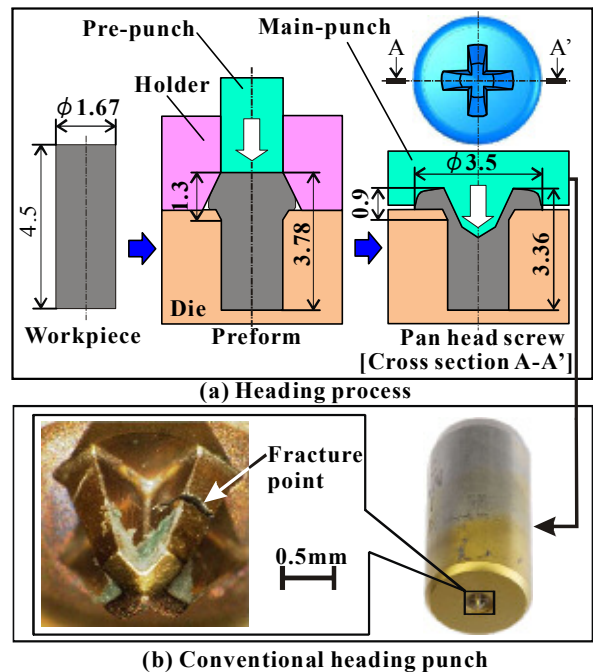 Pre-punch
Main-punch
A
A’
Holder
ϕ1.67
ϕ3.5
4.5
1.3
3.78
0.9
3.36
Die
Workpiece
Preform
Pan head screw
[Cross section A-A’]
(a) Heading process
Fracture
point
0.5mm
(b) Conventional heading punch